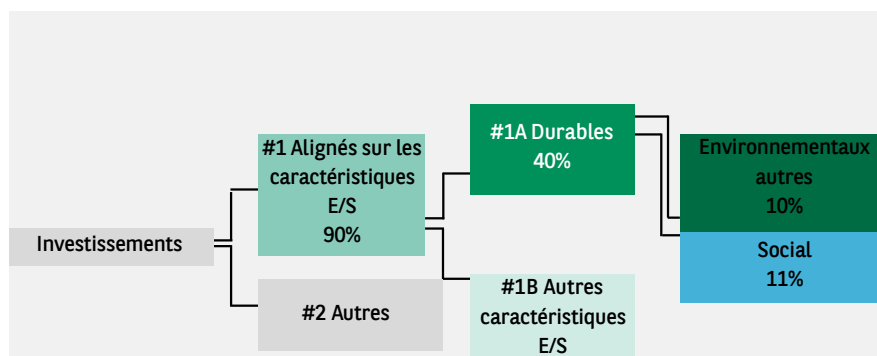 Investissements
#1 Alignés sur les
caractéristiques
E/S
90%
#2 Autres
#1A Durables
40%
#1B Autres
caractéristiques
E/S
Environnementaux
autres
10%
Social
11%